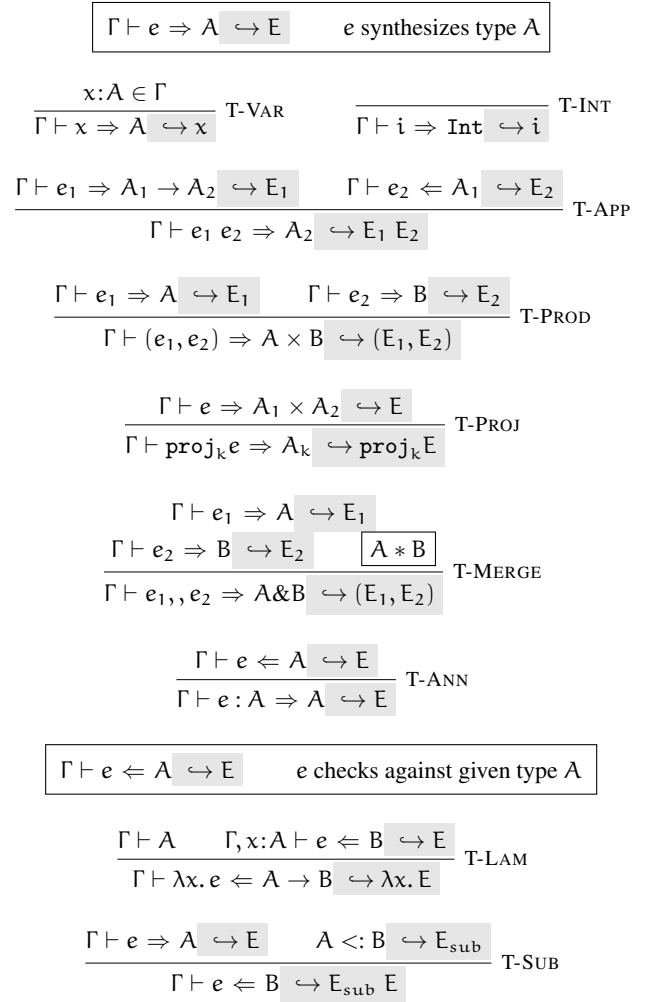 Γ ⊢ e ⇒ A ↪ E e synthesizes type A
x:A ∈ Γ
Γ ⊢ x ⇒ A ↪ x T-VAR Γ ⊢ i ⇒ Int ↪ i T-INT
Γ ⊢ e₁ ⇒ A₁ → A₂ ↪ E₁ Γ ⊢ e₂ ⇐ A₁ ↪ E₂
Γ ⊢ e₁ e₂ ⇒ A₂ ↪ E₁ E₂ T-APP
Γ ⊢ e₁ ⇒ A ↪ E₁ Γ ⊢ e₂ ⇒ B ↪ E₂
Γ ⊢ (e₁, e₂) ⇒ A × B ↪ (E₁, E₂) T-PROD
Γ ⊢ e ⇒ A₁ × A₂ ↪ E
Γ ⊢ projₖe ⇒ Aₖ ↪ projₖE T-PROJ
Γ ⊢ e₁ ⇒ A ↪ E₁
Γ ⊢ e₂ ⇒ B ↪ E₂ A ∗ B
Γ ⊢ e₁,,e₂ ⇒ A&B ↪ (E₁, E₂) T-MERGE
Γ ⊢ e ⇐ A ↪ E
Γ ⊢ e : A ⇒ A ↪ E T-ANN
Γ ⊢ e ⇐ A ↪ E e checks against given type A
Γ ⊢ A Γ, x:A ⊢ e ⇐ B ↪ E
Γ ⊢ λx. e ⇐ A → B ↪ λx. E T-LAM
Γ ⊢ e ⇒ A ↪ E A <: B ↪ E_sub
Γ ⊢ e ⇐ B ↪ E_sub E T-SUB